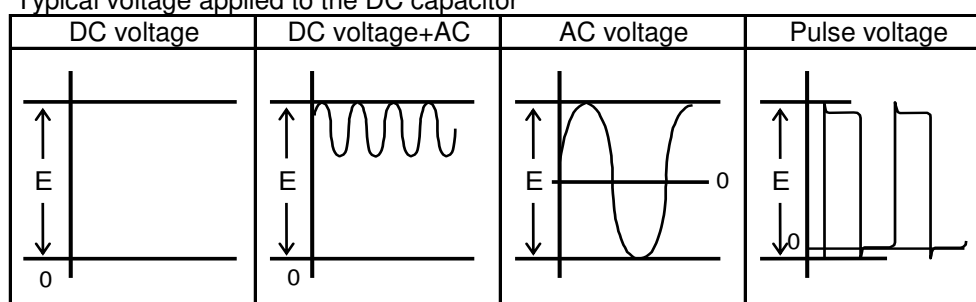 Typical voltage applied to the DC capacitor
DC voltage DC voltage+AC AC voltage Pulse voltage
E E E 0 E
0
0 0